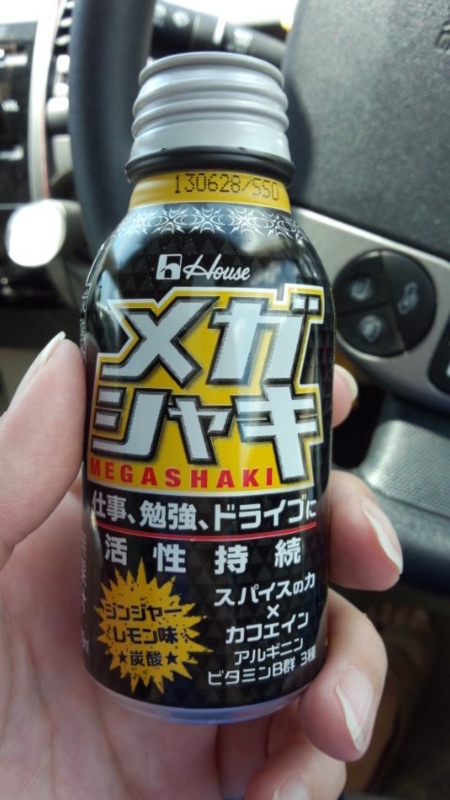 130628/SSO
House
メガ
シャキ
MEGASHAKI
仕事、勉強、ドライブに
活性持続
ジンジャー
レモン味
★炭酸★
スパイスの力
×
カフェイン
アルギニン
ビタミンB群 3種